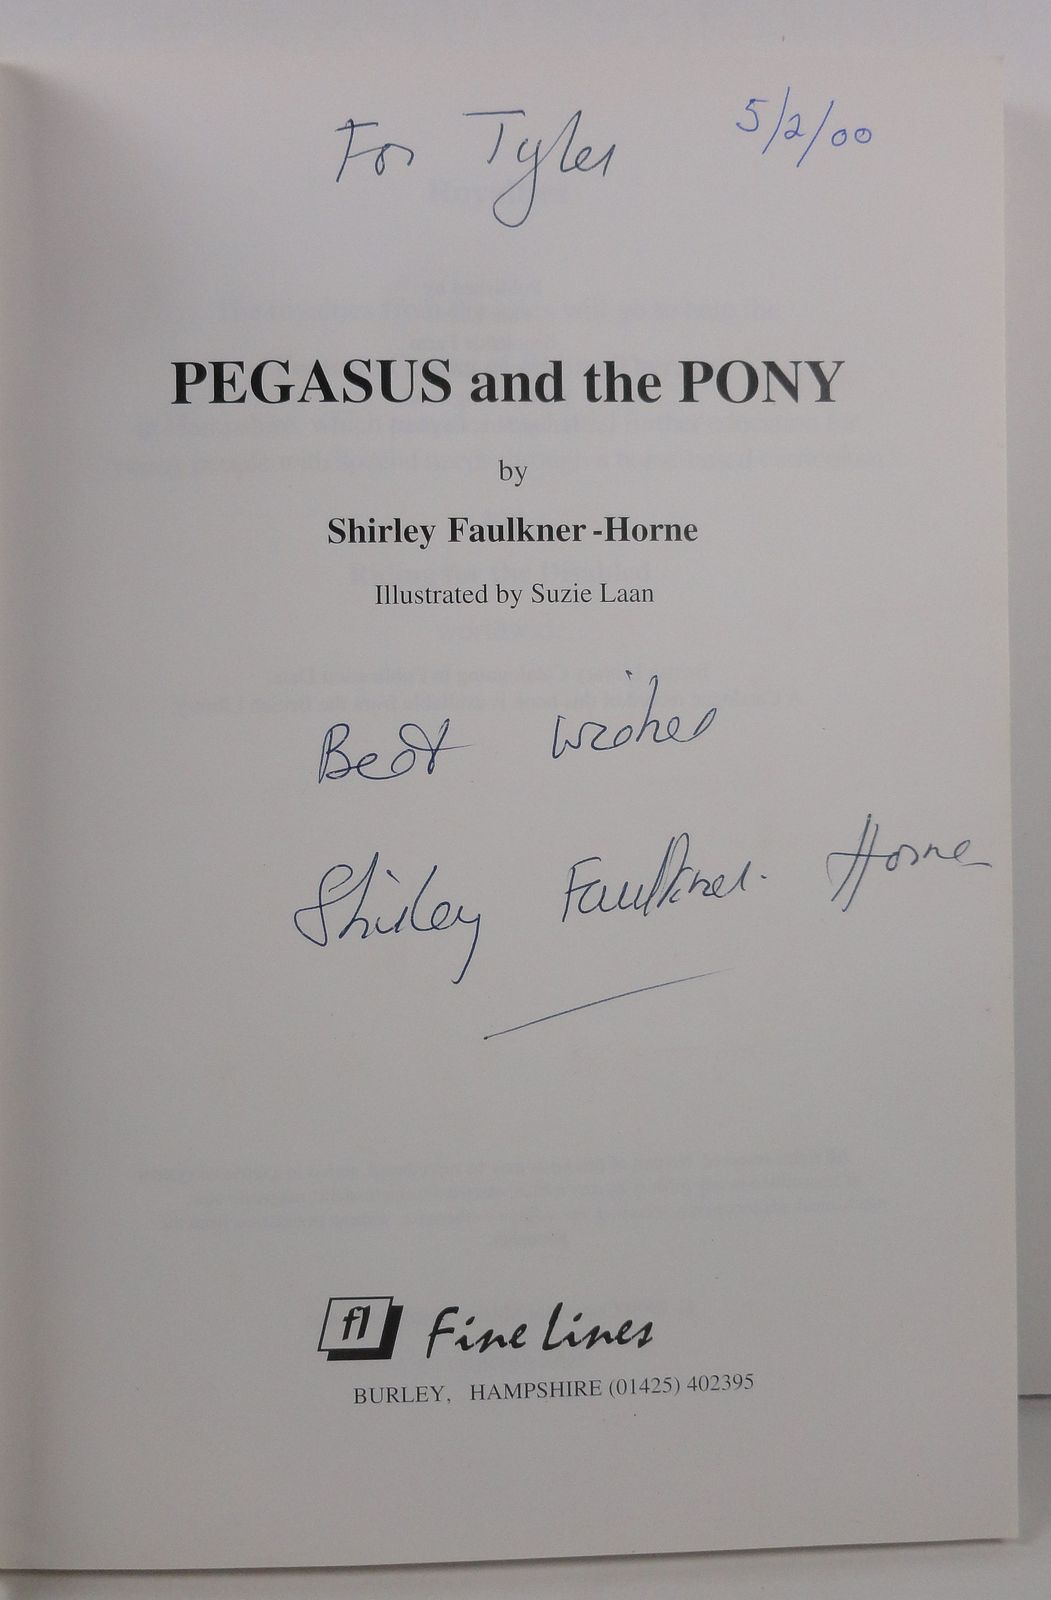 For Tyler 5/2/00
PEGASUS and the PONY
by
Shirley Faulkner-Horne
Illustrated by Suzie Laan
Best wishes
Shirley Faulkner-Horne
fl Fine Lines
BURLEY, HAMPSHIRE (01425) 402395